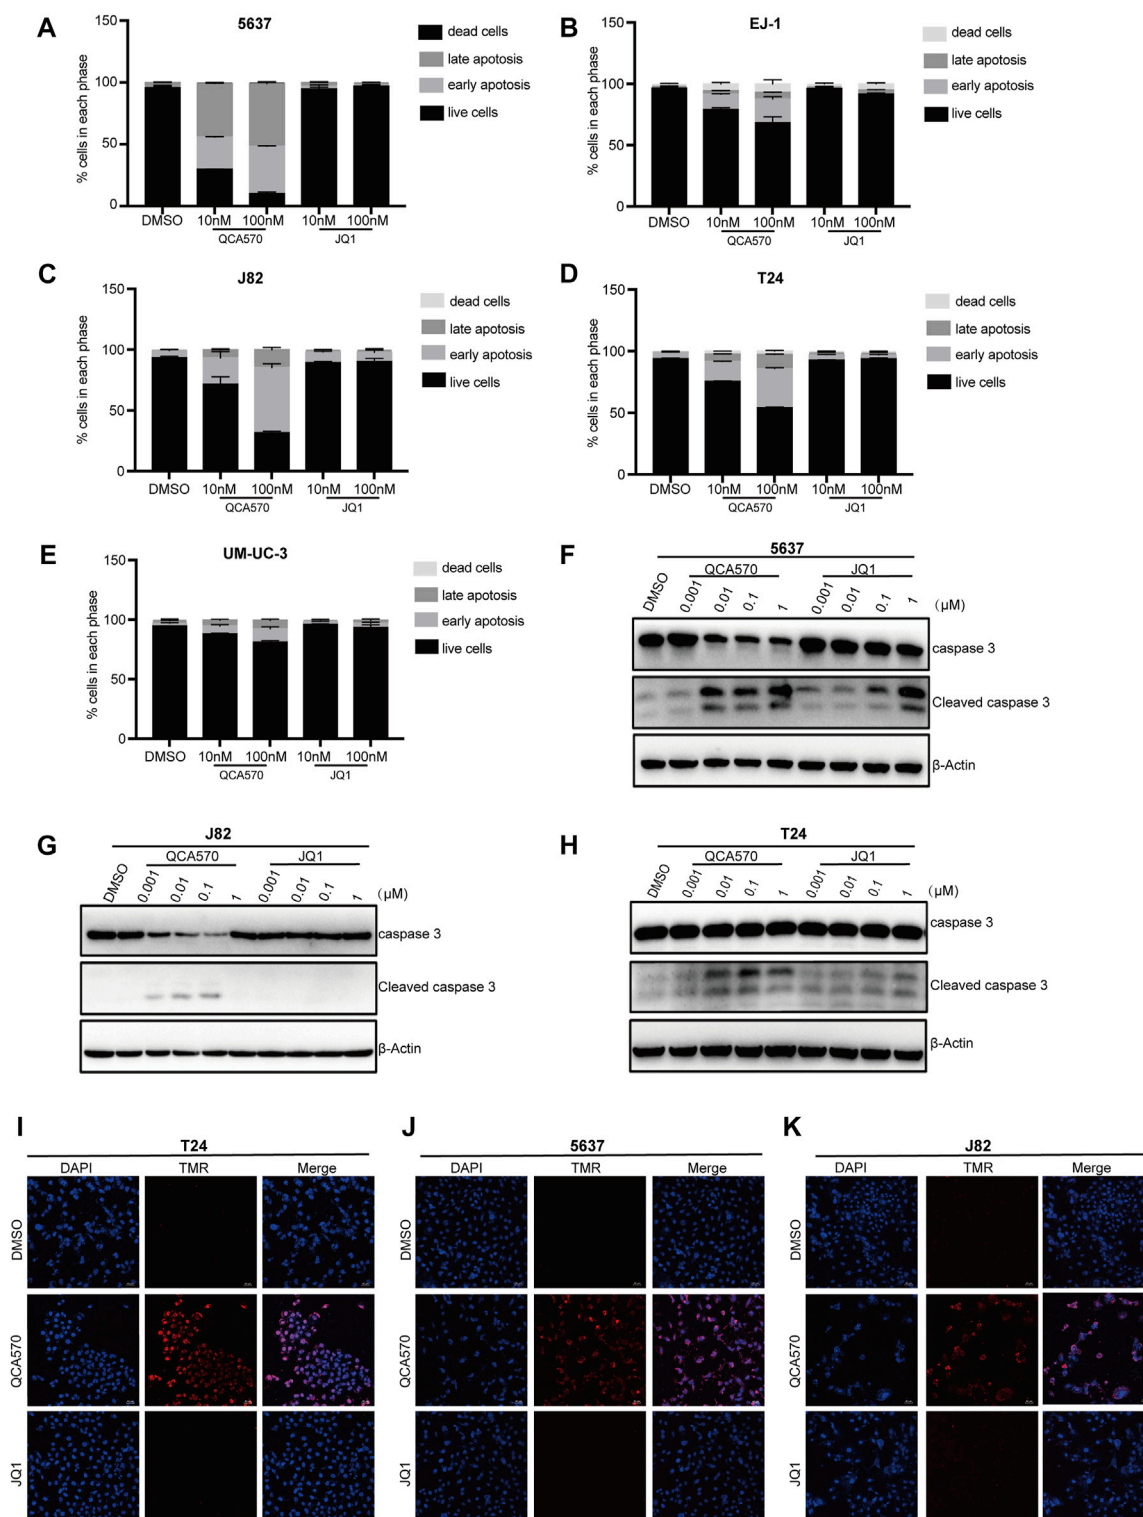 A
5637
150
100
50
0
% cells in each phase
dead cells
late apotosis
early apotosis
live cells
DMSO
10nM 100nM 10nM 100nM
QCA570 JQ1
B
EJ-1
150
100
50
0
% cells in each phase
dead cells
late apotosis
early apotosis
live cells
DMSO
10nM 100nM 10nM 100nM
QCA570 JQ1
C
J82
150
100
50
0
% cells in each phase
dead cells
late apotosis
early apotosis
live cells
DMSO
10nM 100nM 10nM 100nM
QCA570 JQ1
D
T24
150
100
50
0
% cells in each phase
dead cells
late apotosis
early apotosis
live cells
DMSO
10nM 100nM 10nM 100nM
QCA570 JQ1
E
UM-UC-3
150
100
50
0
% cells in each phase
dead cells
late apotosis
early apotosis
live cells
DMSO
10nM 100nM 10nM 100nM
QCA570 JQ1
F
5637
QCA570 JQ1
DMSO 0.001 0.01 0.1 1 0.001 0.01 0.1 1 (μM)
caspase 3
Cleaved caspase 3
β-Actin
G
J82
QCA570 JQ1
DMSO 0.001 0.01 0.1 1 0.001 0.01 0.1 1 (μM)
caspase 3
Cleaved caspase 3
β-Actin
H
T24
QCA570 JQ1
DMSO 0.001 0.01 0.1 1 0.001 0.01 0.1 1 (μM)
caspase 3
Cleaved caspase 3
β-Actin
I
T24
DAPI TMR Merge
DMSO
QCA570
JQ1
J
5637
DAPI TMR Merge
DMSO
QCA570
JQ1
K
J82
DAPI TMR Merge
DMSO
QCA570
JQ1